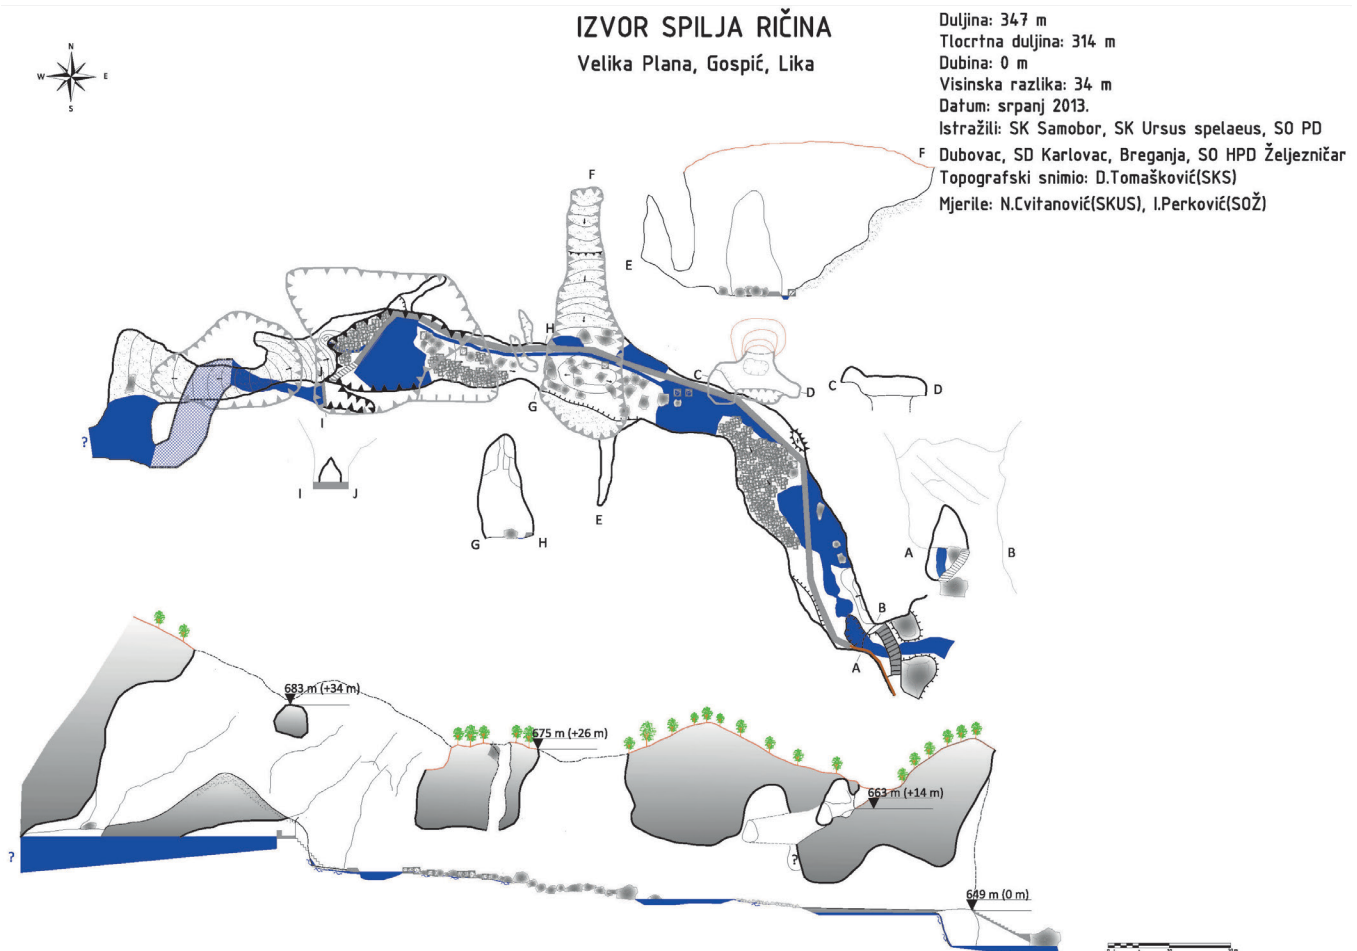 IZVOR SPILJA RIČINA
Velika Plana, Gospić, Lika
Duljina: 347 m
Tlocrtna duljina: 314 m
Dubina: 0 m
Visinska razlika: 34 m
Datum: srpanj 2013.
Istražili: SK Samobor, SK Ursus spelaeus, SO PD
Dubovac, SD Karlovac, Breganja, SO HPD Željezničar
Topografski snimio: D.Tomašković(SKS)
Mjerile: N.Cvitanović(SKUS), I.Perković(SOŽ)
N
W E
S
F
E
F
H
G
E
C
D
C D
I
?
I J
G H
A B
B
A
683 m (+34 m)
675 m (+26 m)
663 m (+14 m)
?
?
649 m (0 m)